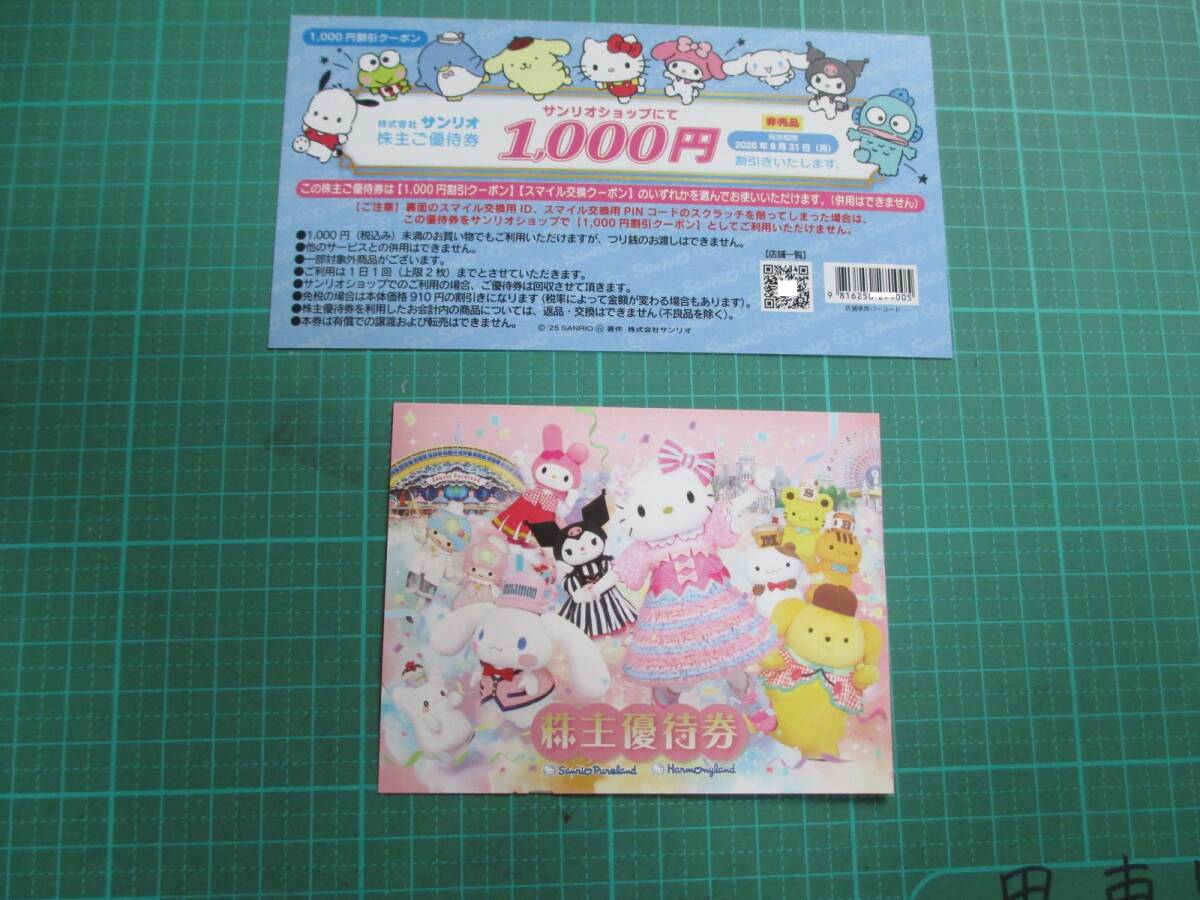 1,000円割引クーポン
株式会社 サンリオ
株主ご優待券
サンリオショップにて
1,000円
非売品
有効期間
2026年8月31日(月)
割引きいたします。
この株主ご優待券は【1,000円割引クーポン】【スマイル交換クーポン】のいずれかを選んでお使いいただけます。(併用はできません)
【ご注意】裏面のスマイル交換用ID、スマイル交換用PINコードのスクラッチを削ってしまった場合は、
この優待券をサンリオショップで【1,000円割引クーポン】としてご利用いただけません。
●1,000円(税込み)未満のお買い物でもご利用いただけますが、つり銭のお渡しはできません。
●他のサービスとの併用はできません。
●一部対象外商品がございます。
●ご利用は1日1回(上限2枚)までとさせていただきます。
●サンリオショップでのご利用の場合、ご優待券は回収させて頂きます。
●免税の場合は本体価格910円の割引きになります(税率によって金額が変わる場合もあります)。
●株主優待券を利用したお会計内の商品については、返品・交換はできません(不良品を除く)。
●本券は有償での譲渡および転売はできません。
【店舗一覧】
店舗使用バーコード
©'25 SANRIO Ⓗ 著作 株式会社サンリオ
Sanrio Puroland
Cinnamon
S
M
株主優待券
Sanrio Puroland
Harmonyland